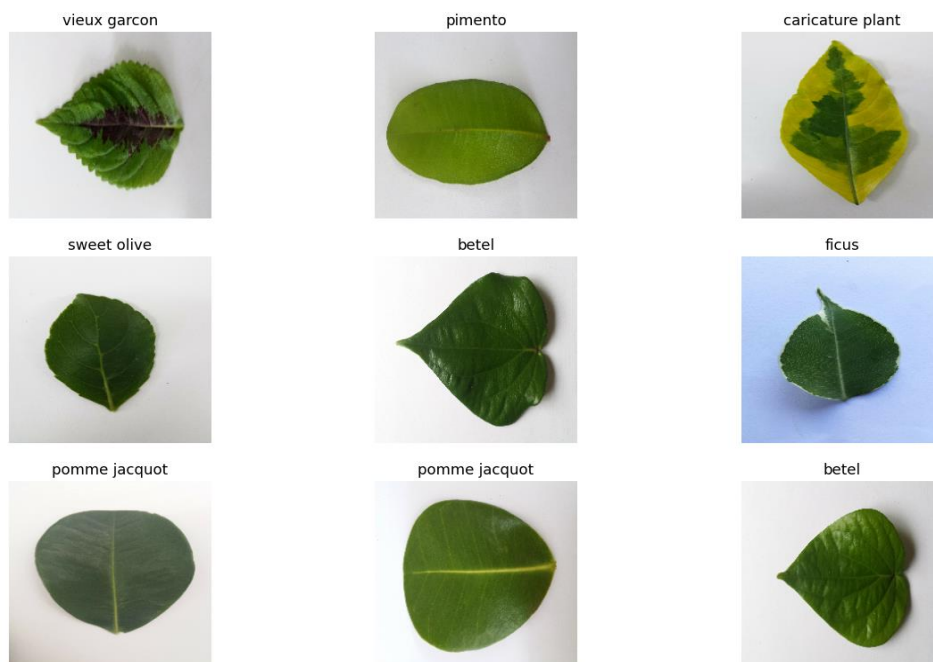 vieux garcon
pimento
caricature plant
sweet olive
betel
ficus
pomme jacquot
pomme jacquot
betel